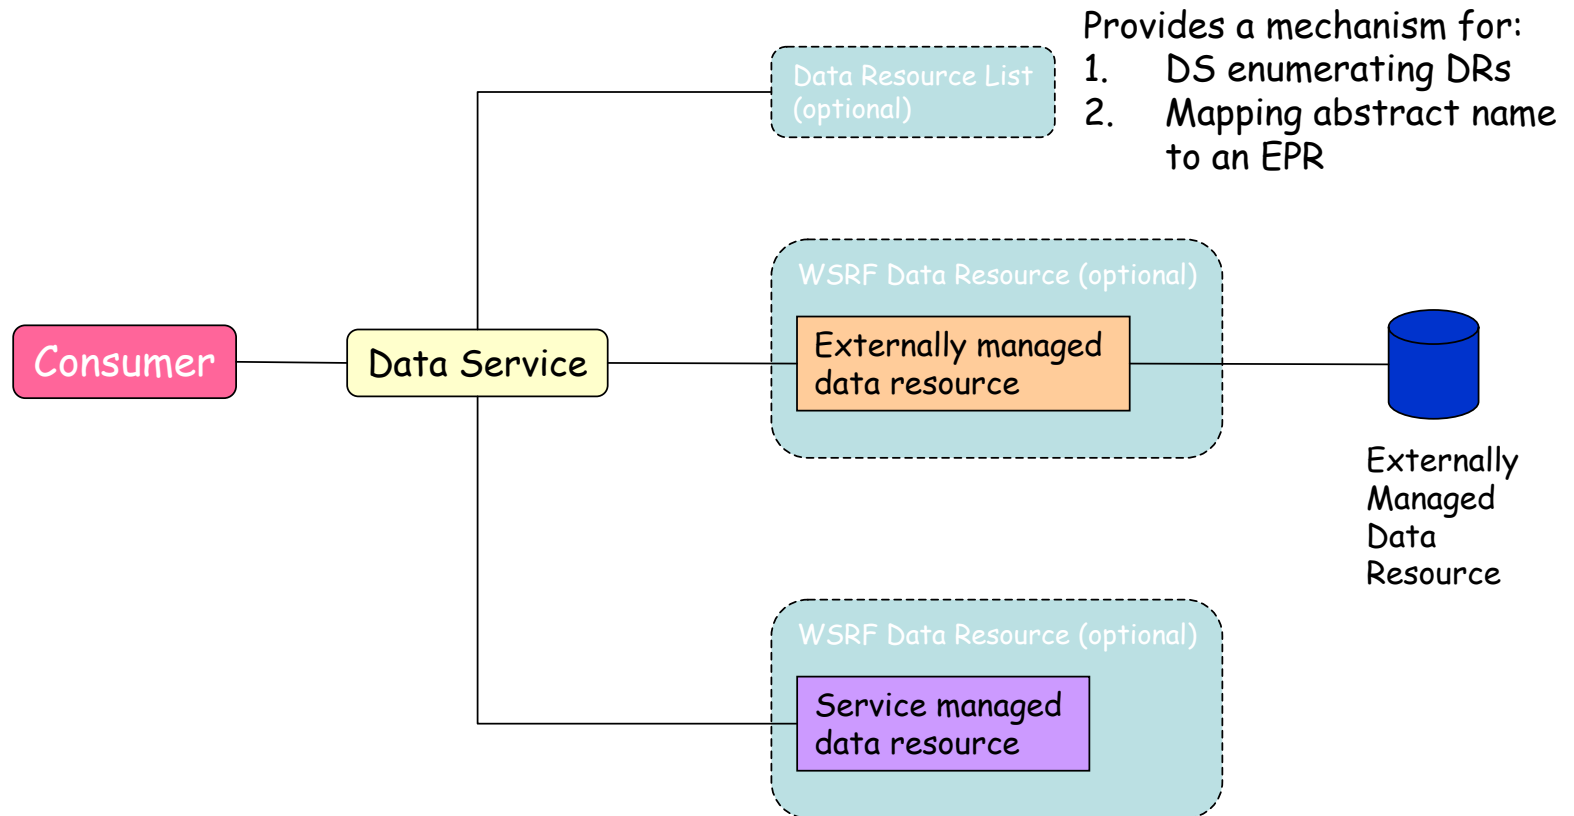 Provides a mechanism for:
1. DS enumerating DRs
2. Mapping abstract name
to an EPR
Data Resource List
(optional)
WSRF Data Resource (optional)
Externally managed
data resource
Consumer
Data Service
Externally
Managed
Data
Resource
WSRF Data Resource (optional)
Service managed
data resource